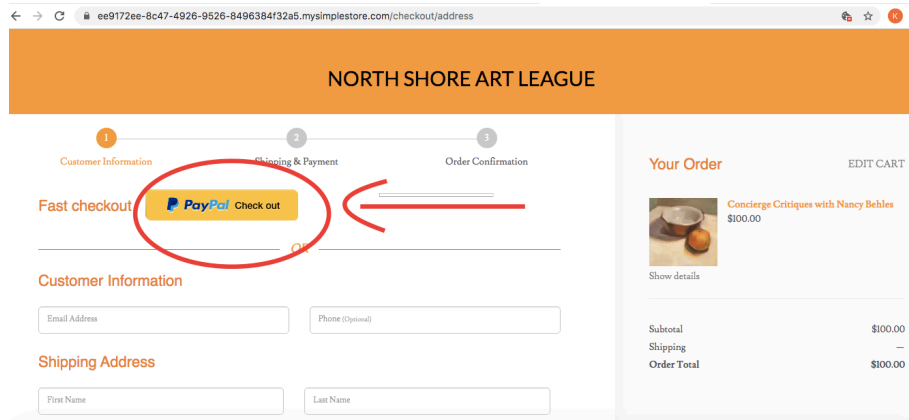 ee9172ee-8c47-4926-9526-8496384f32a5.mysimplestore.com/checkout/address
K
NORTH SHORE ART LEAGUE
1
2
3
Customer Information
Shipping & Payment
Order Confirmation
Fast checkout
PayPal Check out
OR
Customer Information
Email Address
Phone (Optional)
Shipping Address
First Name
Last Name
Your Order
EDIT CART
Concierge Critiques with Nancy Behles
$100.00
Show details
Subtotal $100.00
Shipping —
Order Total $100.00